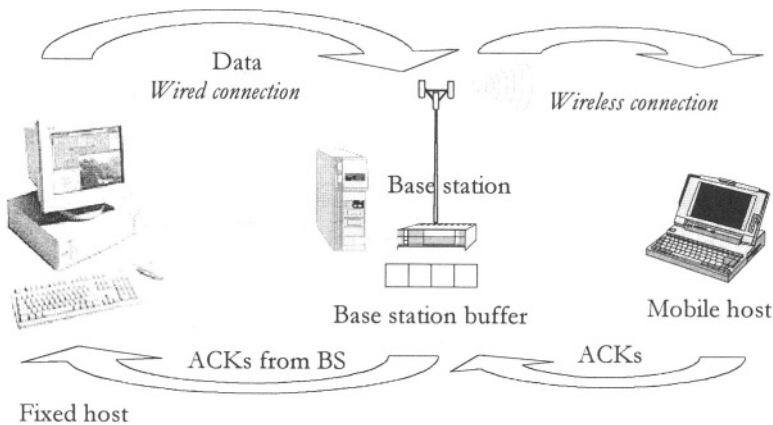 Data
Wired connection
Wireless connection
Base station
Base station buffer
Mobile host
ACKs from BS
ACKs
Fixed host